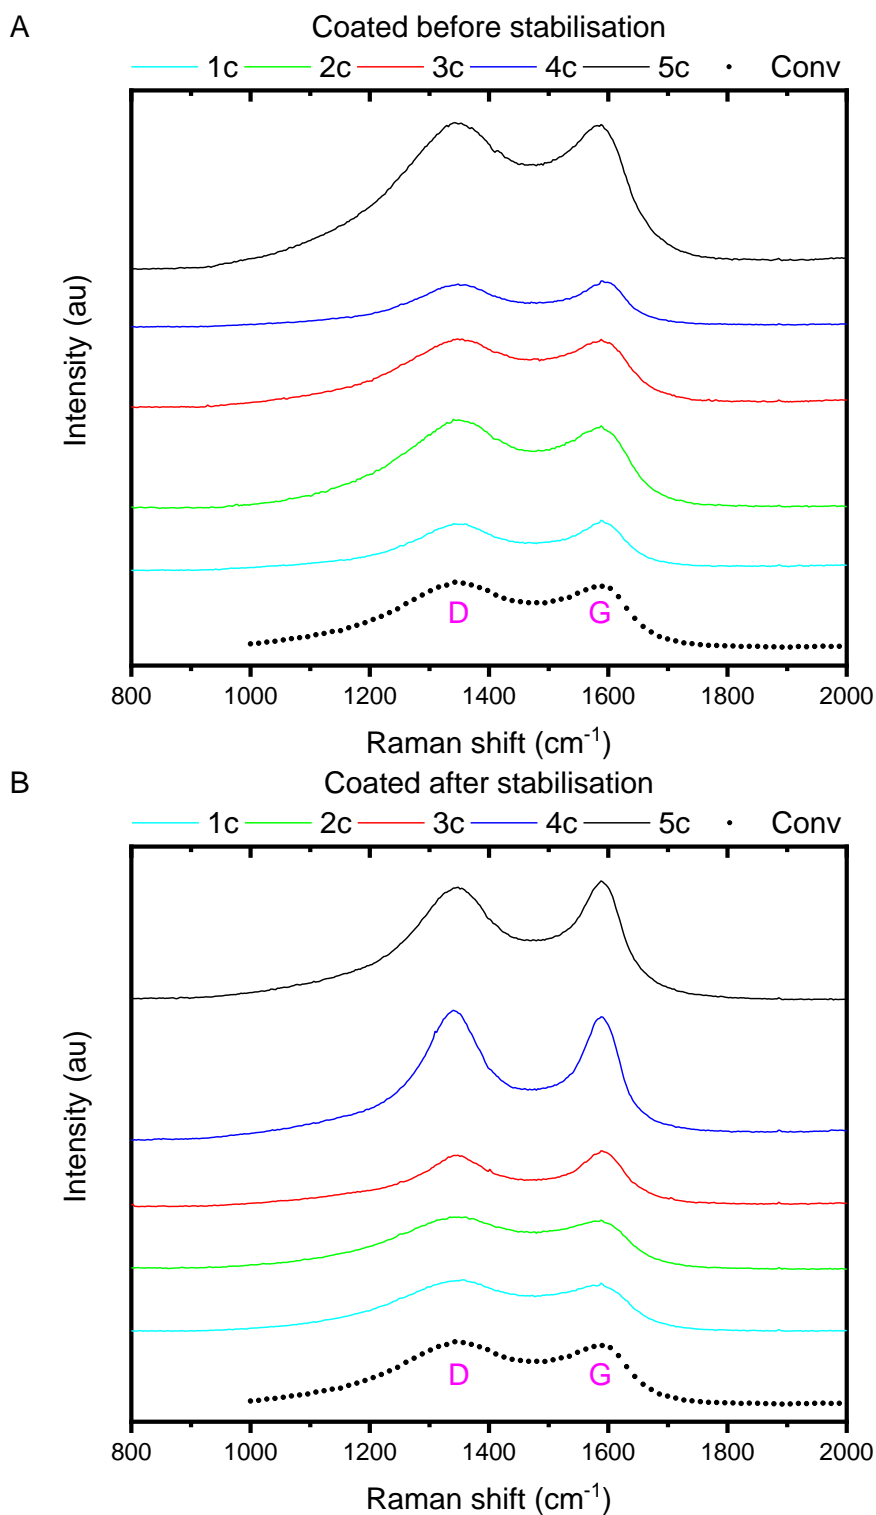 A
Coated before stabilisation
1c 2c 3c 4c 5c Conv
Intensity (au)
D G
800 1000 1200 1400 1600 1800 2000
Raman shift (cm⁻¹)
B
Coated after stabilisation
1c 2c 3c 4c 5c Conv
Intensity (au)
D G
800 1000 1200 1400 1600 1800 2000
Raman shift (cm⁻¹)